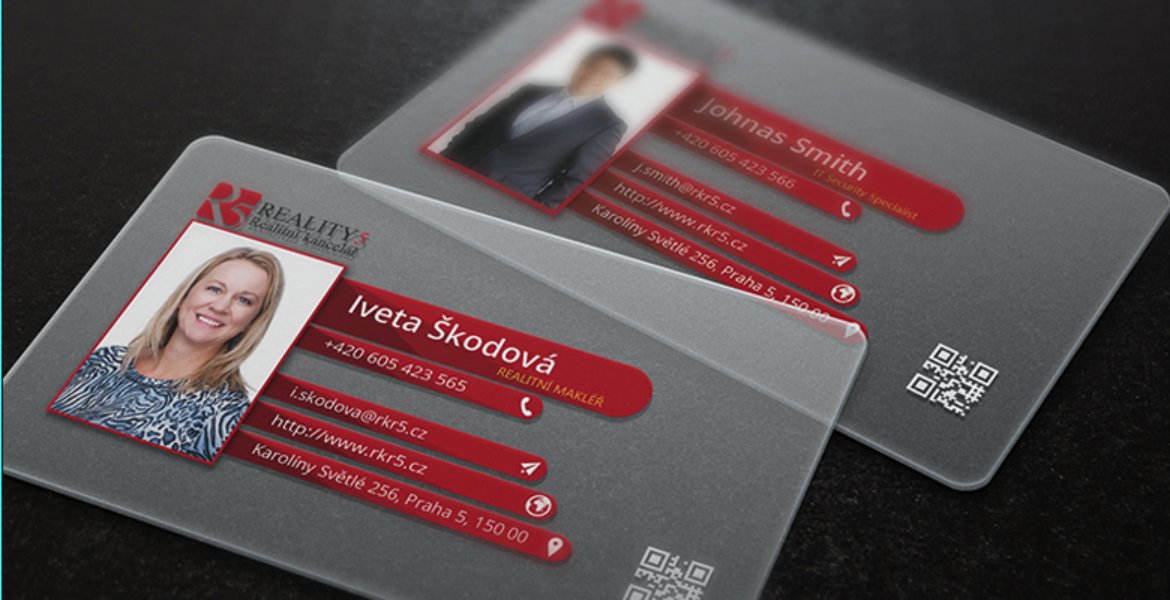 R5 REALITY5
Realitní kancelář
Iveta Škodová
REALITNÍ MAKLÉŘ
+420 605 423 565
i.skodova@rkr5.cz
http://www.rkr5.cz
Karolíny Světlé 256, Praha 5, 150 00
Johnas Smith
IT Security Specialist
+420 605 423 566
j.smith@rkr5.cz
http://www.rkr5.cz
Karolíny Světlé 256, Praha 5, 150 00